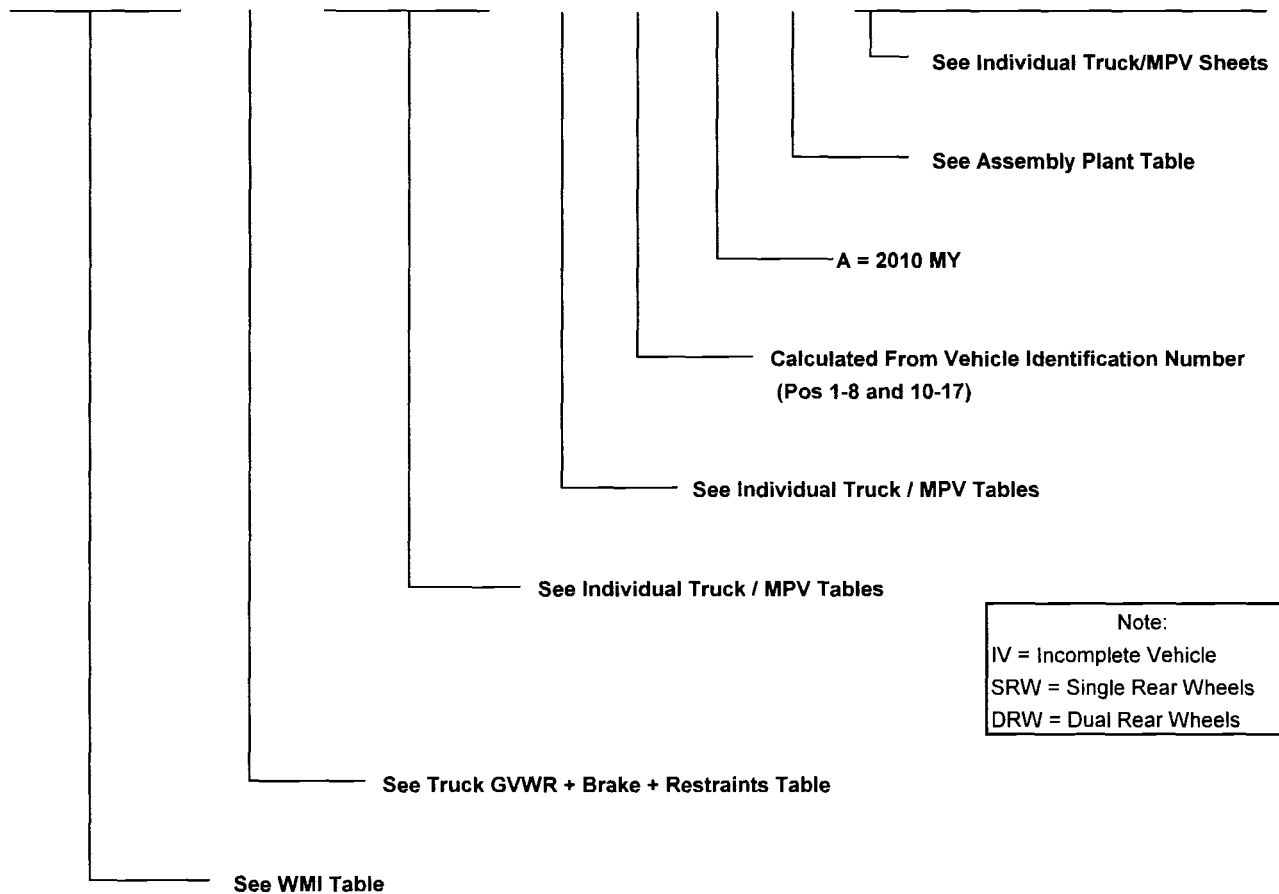 See Individual Truck/MPV Sheets
See Assembly Plant Table
A = 2010 MY
Calculated From Vehicle Identification Number
(Pos 1-8 and 10-17)
See Individual Truck / MPV Tables
See Individual Truck / MPV Tables
Note:
IV = Incomplete Vehicle
SRW = Single Rear Wheels
DRW = Dual Rear Wheels
See Truck GVWR + Brake + Restraints Table
See WMI Table